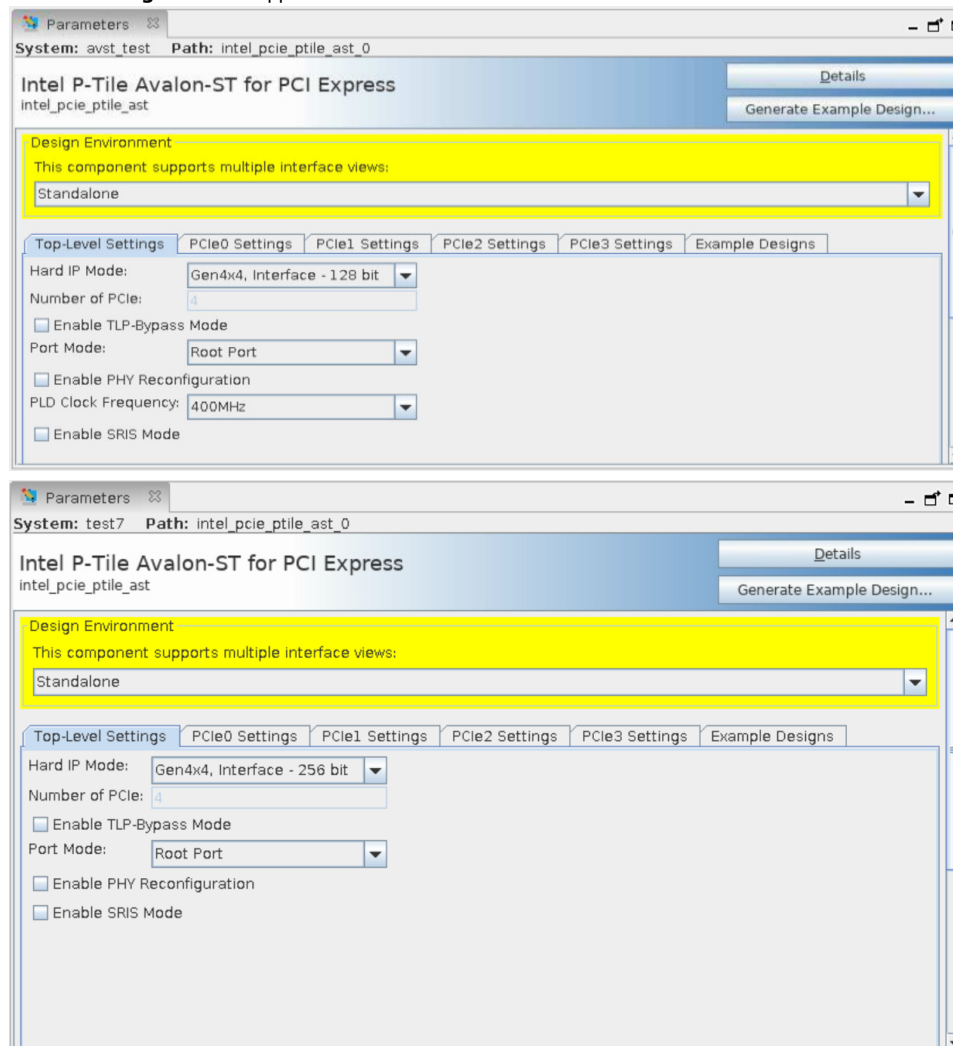 Parameters
System: avst_test Path: intel_pcie_ptile_ast_0
Intel P-Tile Avalon-ST for PCI Express
intel_pcie_ptile_ast
Details
Generate Example Design...
Design Environment
This component supports multiple interface views:
Standalone
Top-Level Settings PCIe0 Settings PCIe1 Settings PCIe2 Settings PCIe3 Settings Example Designs
Hard IP Mode: Gen4x4, Interface - 128 bit
Number of PCIe: 4
Enable TLP-Bypass Mode
Port Mode: Root Port
Enable PHY Reconfiguration
PLD Clock Frequency: 400MHz
Enable SRIS Mode
Parameters
System: test7 Path: intel_pcie_ptile_ast_0
Intel P-Tile Avalon-ST for PCI Express
intel_pcie_ptile_ast
Details
Generate Example Design...
Design Environment
This component supports multiple interface views:
Standalone
Top-Level Settings PCIe0 Settings PCIe1 Settings PCIe2 Settings PCIe3 Settings Example Designs
Hard IP Mode: Gen4x4, Interface - 256 bit
Number of PCIe: 4
Enable TLP-Bypass Mode
Port Mode: Root Port
Enable PHY Reconfiguration
Enable SRIS Mode